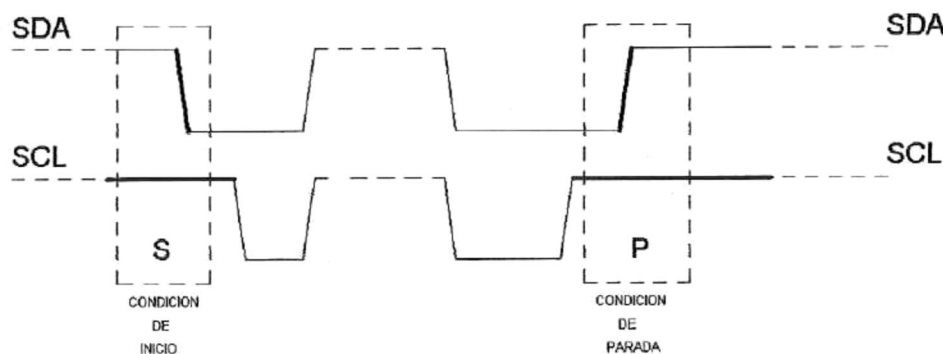 SDA
SDA
SCL
SCL
S
P
CONDICION
DE
INICIO
CONDICION
DE
PARADA